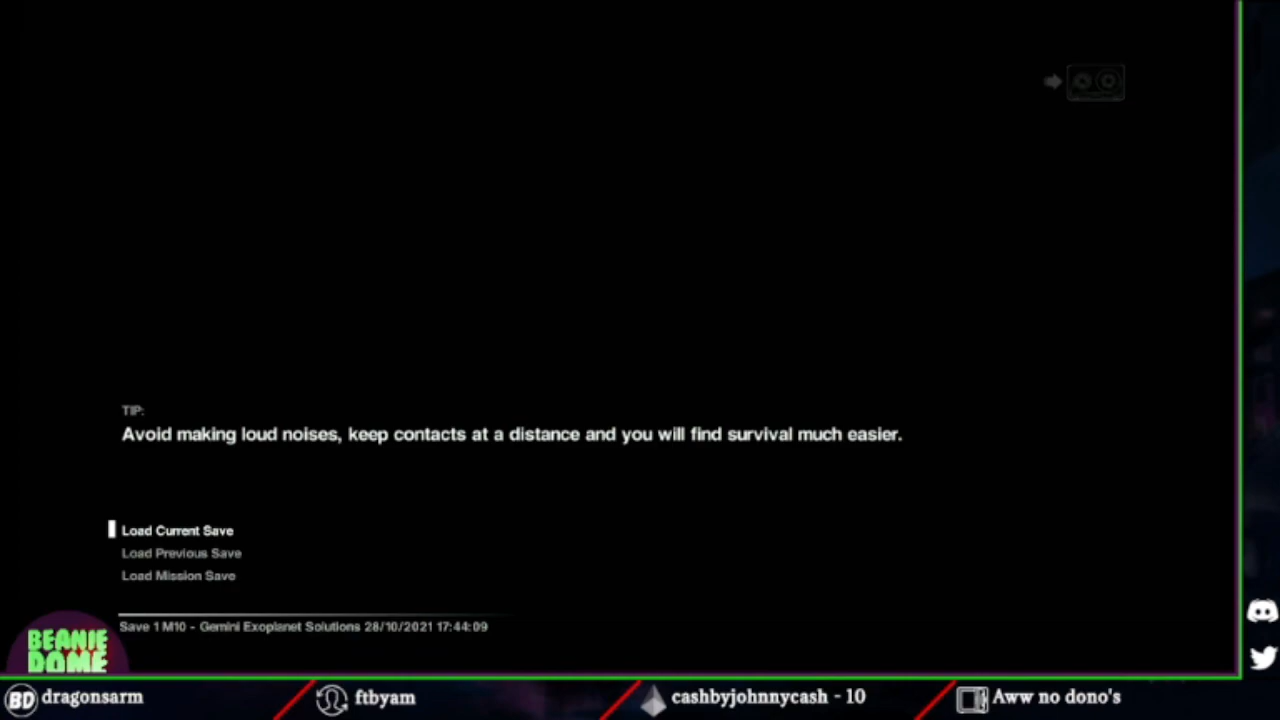 TIP:
Avoid making loud noises, keep contacts at a distance and you will find survival much easier.
Load Current Save
Load Previous Save
Load Mission Save
Save 1 M10 - Gemini Exoplanet Solutions 28/10/2021 17:44:09
BEANIE
DOME
BD dragonsarm
ftbyam
cashbyjohnnycash - 10
Aww no dono's